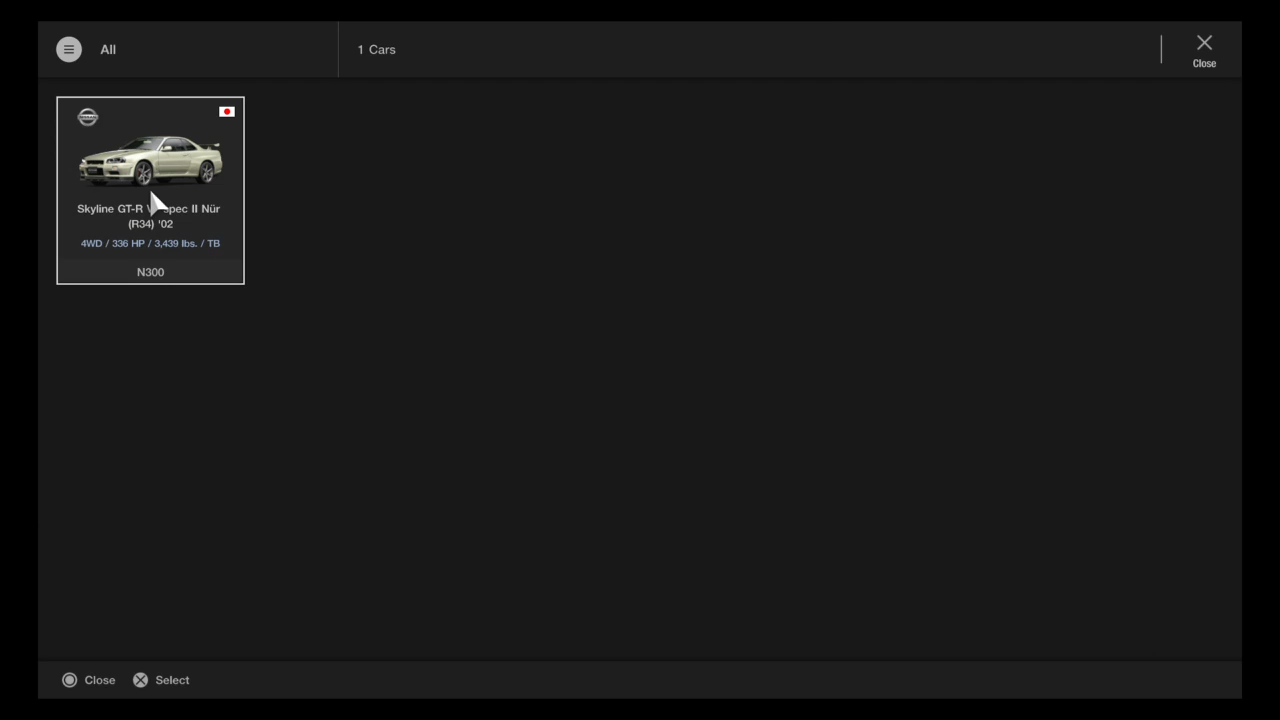 All
1 Cars
Close
Skyline GT-R spec II Nür
(R34) '02
4WD / 336 HP / 3,439 lbs. / TB
N300
Close
Select